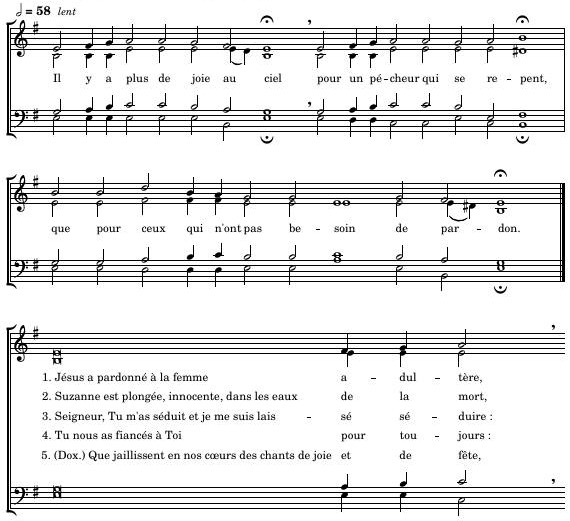 = 58 lent
Il y a plus de joie au ciel pour un pé – cheur qui se re – pent,
que pour ceux qui n'ont pas be – soin de par – don.
1. Jésus a pardonné à la femme a – dul – tère,
2. Suzanne est plongée, innocente, dans les eaux de la mort,
3. Seigneur, Tu m'as séduit et je me suis lais – sé sé – duire :
4. Tu nous as fiancés à Toi pour tou – jours :
5. (Dox.) Que jaillissent en nos cœurs des chants de joie et de fête,